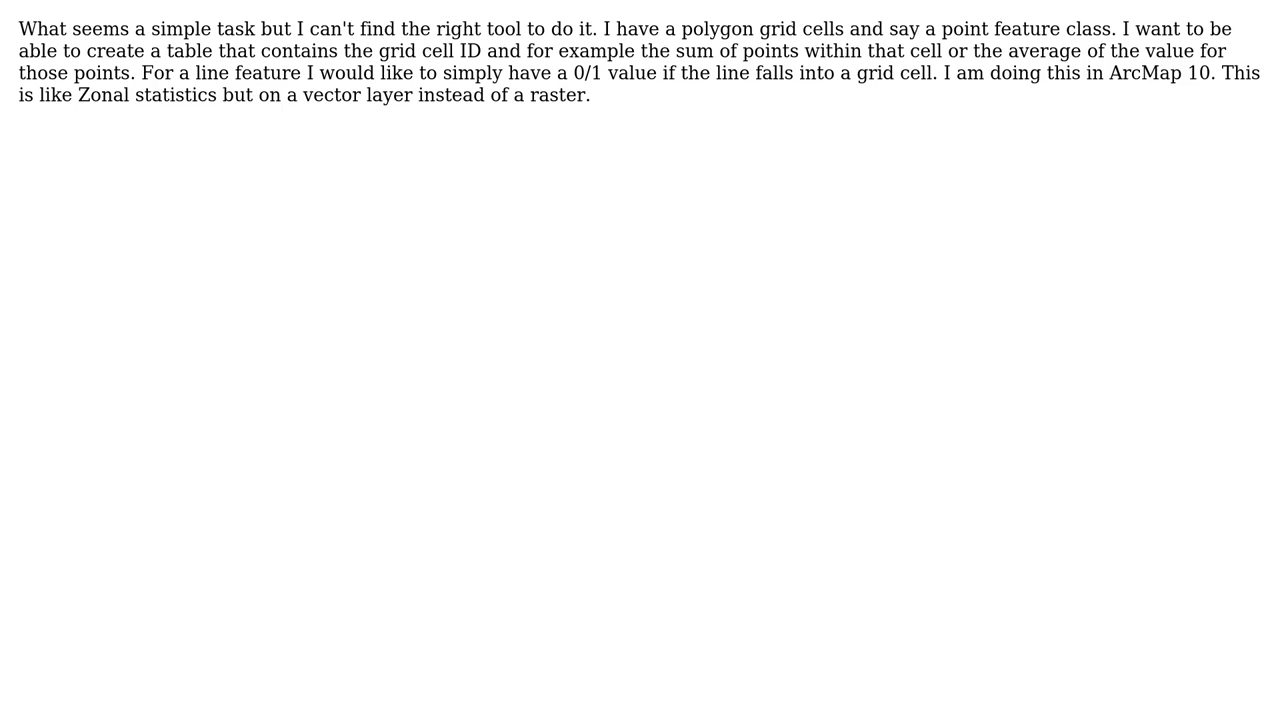 What seems a simple task but I can't find the right tool to do it. I have a polygon grid cells and say a point feature class. I want to be
able to create a table that contains the grid cell ID and for example the sum of points within that cell or the average of the value for
those points. For a line feature I would like to simply have a 0/1 value if the line falls into a grid cell. I am doing this in ArcMap 10. This
is like Zonal statistics but on a vector layer instead of a raster.